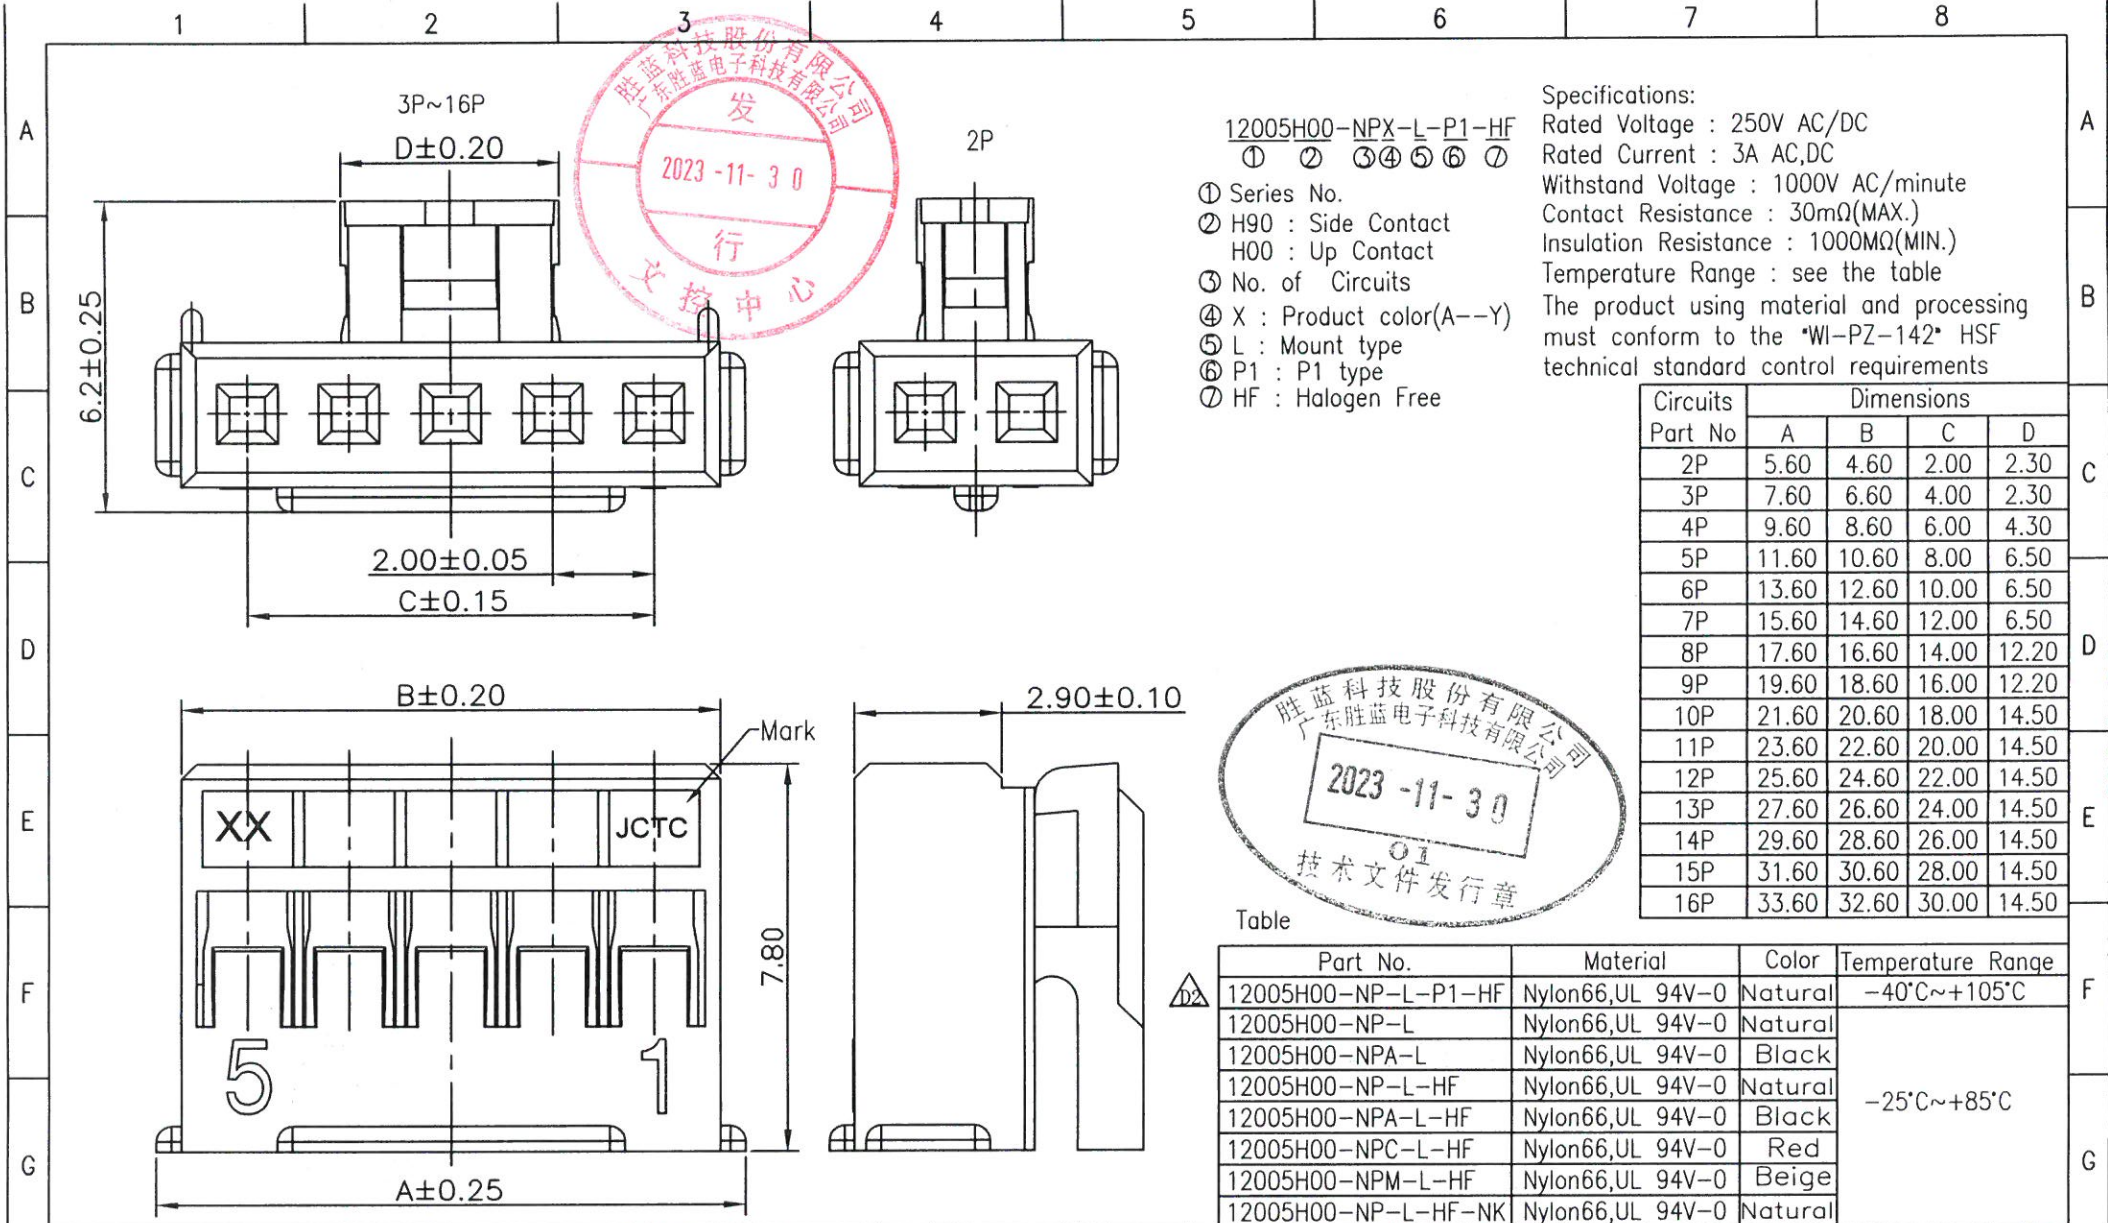 1 2 3 4 5 6 7 8
A
B
C
D
E
F
G
A
B
C
D
E
F
G
3P~16P
D±0.20
6.2±0.25
2.00±0.05
C±0.15
2P
胜蓝科技股份有限公司
广东胜蓝电子科技有限公司
发
2023 -11- 3 0
行
文控中心
12005H00-NPX-L-P1-HF
① ② ③④ ⑤ ⑥ ⑦
① Series No.
② H90 : Side Contact
H00 : Up Contact
③ No. of Circuits
④ X : Product color(A--Y)
⑤ L : Mount type
⑥ P1 : P1 type
⑦ HF : Halogen Free
Specifications:
Rated Voltage : 250V AC/DC
Rated Current : 3A AC,DC
Withstand Voltage : 1000V AC/minute
Contact Resistance : 30mΩ(MAX.)
Insulation Resistance : 1000MΩ(MIN.)
Temperature Range : see the table
The product using material and processing
must conform to the "WI-PZ-142" HSF
technical standard control requirements
Circuits Part No Dimensions
A B C D
2P 5.60 4.60 2.00 2.30
3P 7.60 6.60 4.00 2.30
4P 9.60 8.60 6.00 4.30
5P 11.60 10.60 8.00 6.50
6P 13.60 12.60 10.00 6.50
7P 15.60 14.60 12.00 6.50
8P 17.60 16.60 14.00 12.20
9P 19.60 18.60 16.00 12.20
10P 21.60 20.60 18.00 14.50
11P 23.60 22.60 20.00 14.50
12P 25.60 24.60 22.00 14.50
13P 27.60 26.60 24.00 14.50
14P 29.60 28.60 26.00 14.50
15P 31.60 30.60 28.00 14.50
16P 33.60 32.60 30.00 14.50
B±0.20
Mark
XX
JCTC
7.80
5 1
A±0.25
2.90±0.10
胜蓝科技股份有限公司
广东胜蓝电子科技有限公司
2023 -11- 3 0
01
技术文件发行章
Table
Part No. Material Color Temperature Range
D2 12005H00-NP-L-P1-HF Nylon66,UL 94V-0 Natural -40°C~+105°C
12005H00-NP-L Nylon66,UL 94V-0 Natural
12005H00-NPA-L Nylon66,UL 94V-0 Black
12005H00-NP-L-HF Nylon66,UL 94V-0 Natural
-25°C~+85°C
12005H00-NPA-L-HF Nylon66,UL 94V-0 Black
12005H00-NPC-L-HF Nylon66,UL 94V-0 Red
12005H00-NPM-L-HF Nylon66,UL 94V-0 Beige
12005H00-NP-L-HF-NK Nylon66,UL 94V-0 Natural